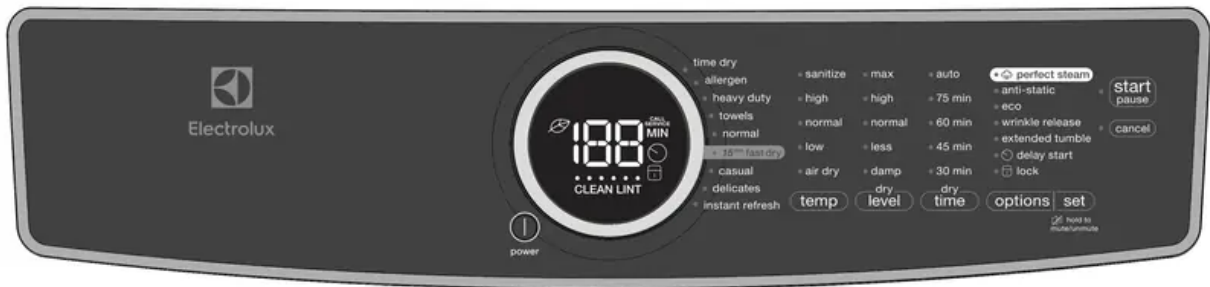 Electrolux
CALL
SERVICE
188
MIN
CLEAN LINT
power
time dry
allergen
heavy duty
towels
normal
15min fast dry
casual
delicates
instant refresh
sanitize
high
normal
low
air dry
temp
max
high
normal
less
damp
dry
level
auto
75 min
60 min
45 min
30 min
dry
time
perfect steam
anti-static
eco
wrinkle release
extended tumble
delay start
lock
options
set
hold to
mute/unmute
start
pause
cancel